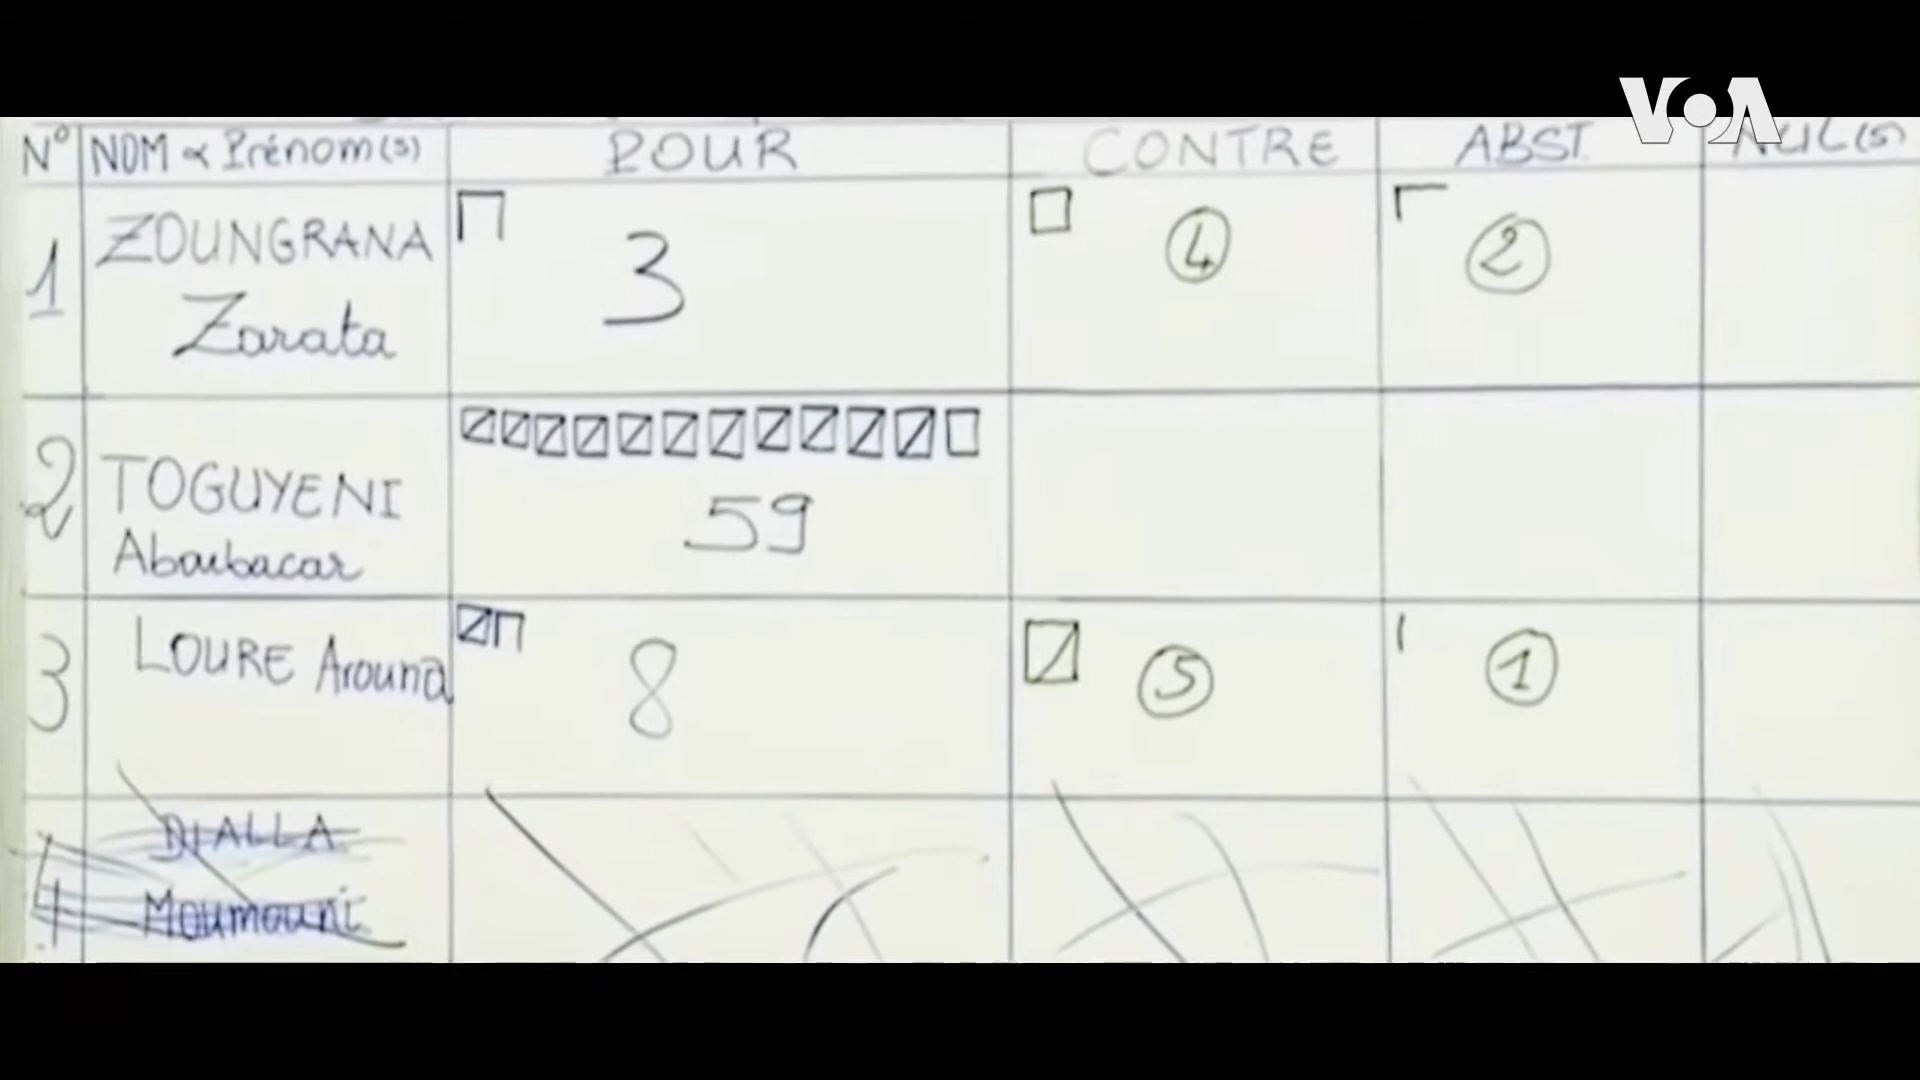 VOA
N° NOM & Prénom(s) POUR CONTRE ABST. NUL(s)
1 ZOUNGRANA Zarata 3 4 2
2 TOGUYENI Aboubacar 59
3 LOURE Arouna 8 5 1
4 DIALLA Moumouni